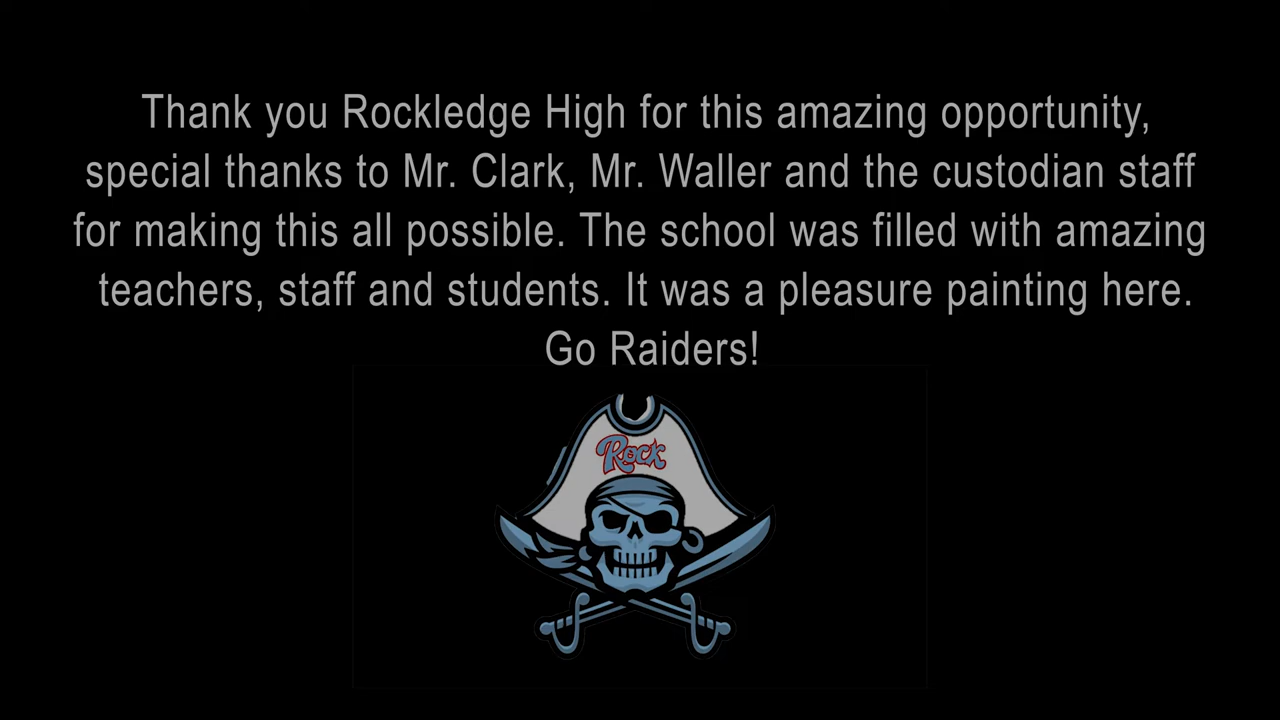 Thank you Rockledge High for this amazing opportunity,
special thanks to Mr. Clark, Mr. Waller and the custodian staff
for making this all possible. The school was filled with amazing
teachers, staff and students. It was a pleasure painting here.
Go Raiders!
Rock